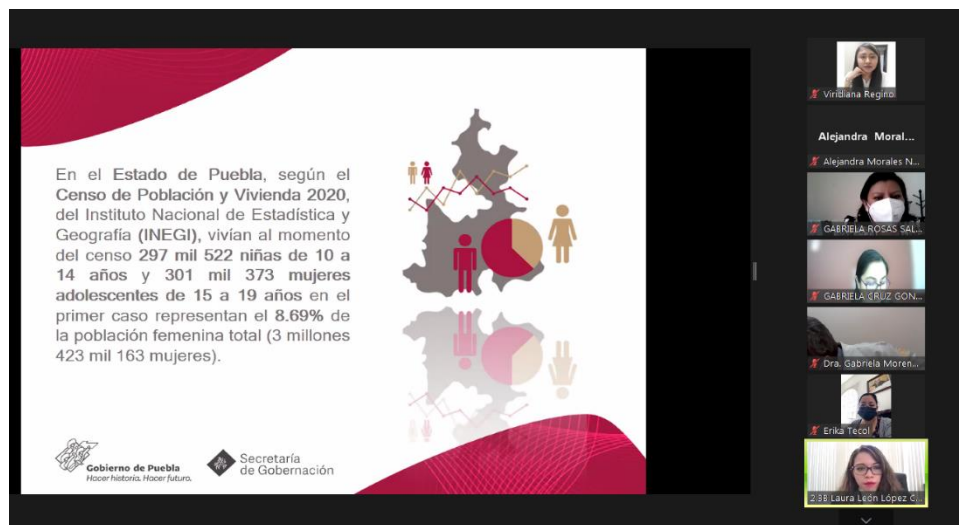 En el Estado de Puebla, según el
Censo de Población y Vivienda 2020,
del Instituto Nacional de Estadística y
Geografía (INEGI), vivían al momento
del censo 297 mil 522 niñas de 10 a
14 años y 301 mil 373 mujeres
adolescentes de 15 a 19 años en el
primer caso representan el 8.69% de
la población femenina total (3 millones
423 mil 163 mujeres).
Gobierno de Puebla
Hacer historia. Hacer futuro.
Secretaría
de Gobernación
Viridiana Regino
Alejandra Moral...
Alejandra Morales N...
GABRIELA ROSAS SAL...
GABRIELA CRUZ GON...
Dra. Gabriela Moren...
Erika Tecol
2.3B Laura León López C...